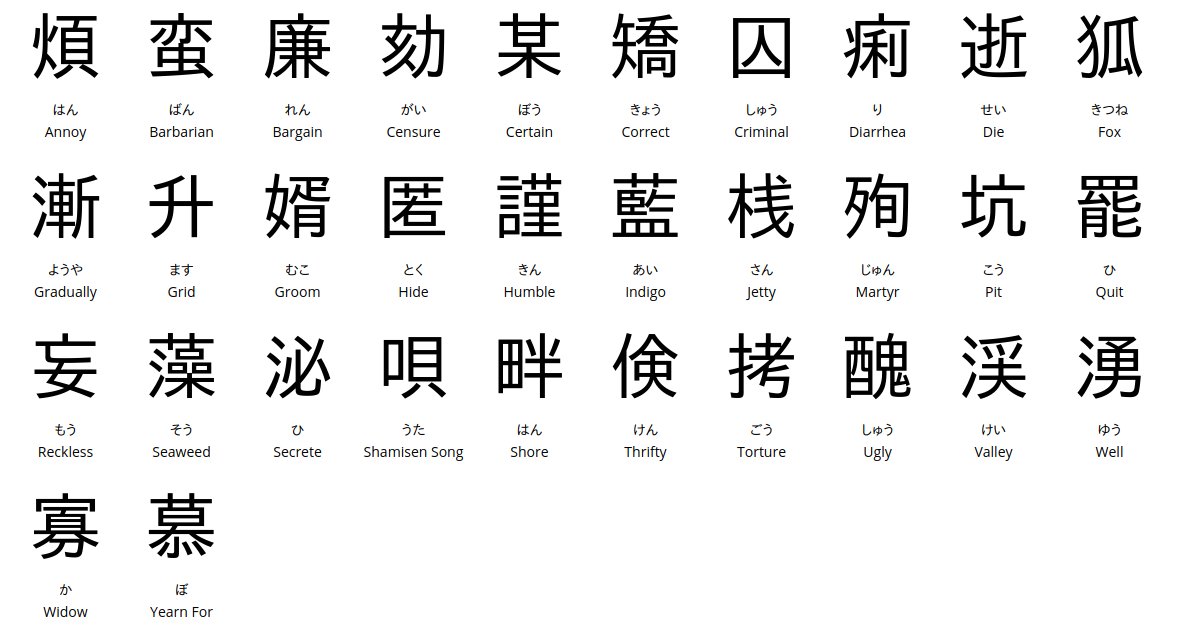 煩 蛮 廉 劾 某 矯 囚 痢 逝 狐
はん ばん れん がい ぼう きょう しゅう り せい きつね
Annoy Barbarian Bargain Censure Certain Correct Criminal Diarrhea Die Fox
漸 升 婿 匿 謹 藍 桟 殉 坑 罷
ようや ます むこ とく きん あい さん じゅん こう ひ
Gradually Grid Groom Hide Humble Indigo Jetty Martyr Pit Quit
妄 藻 泌 唄 畔 倹 拷 醜 渓 湧
もう そう ひ うた はん けん ごう しゅう けい ゆう
Reckless Seaweed Secrete Shamisen Song Shore Thrifty Torture Ugly Valley Well
寡 慕
か ぼ
Widow Yearn For